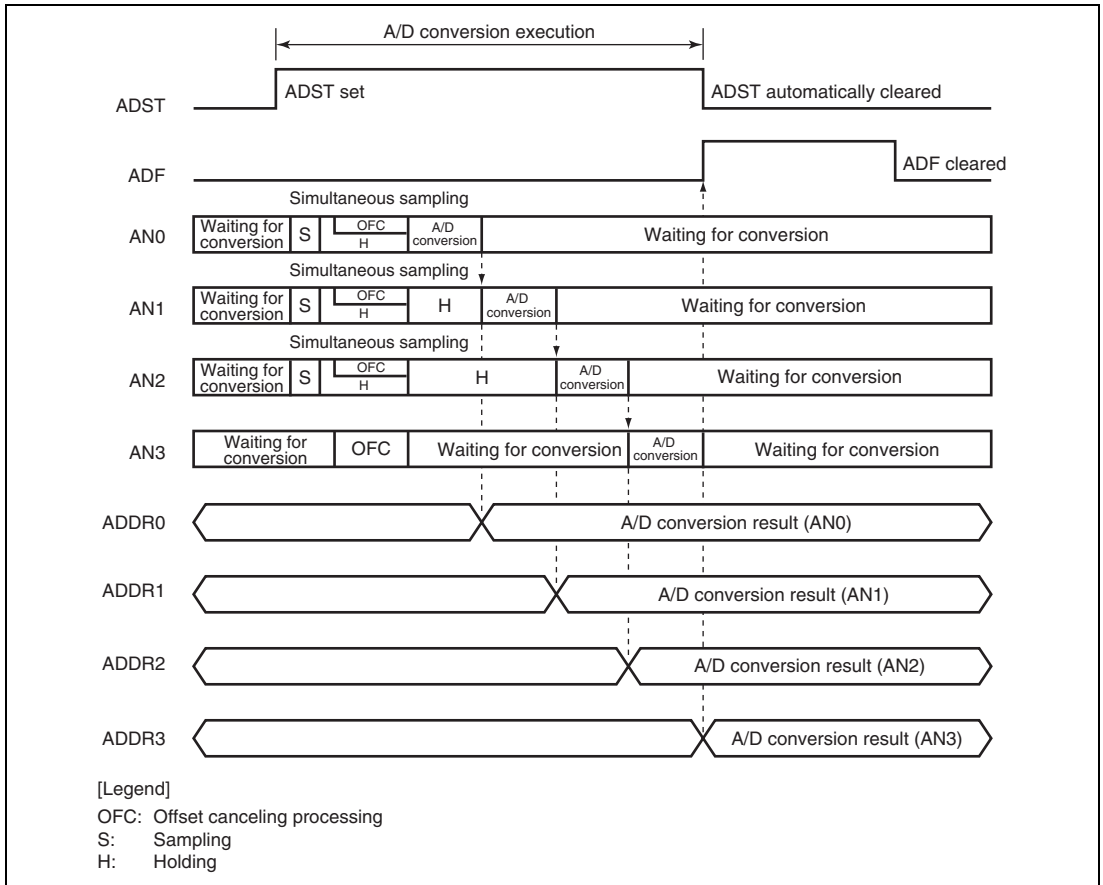 A/D conversion execution
ADST
ADST set
ADST automatically cleared
ADF
ADF cleared
Simultaneous sampling
AN0
Waiting for
conversion
S
OFC
H
A/D
conversion
Waiting for conversion
Simultaneous sampling
AN1
Waiting for
conversion
S
OFC
H
H
A/D
conversion
Waiting for conversion
Simultaneous sampling
AN2
Waiting for
conversion
S
OFC
H
H
A/D
conversion
Waiting for conversion
AN3
Waiting for
conversion
OFC
Waiting for conversion
A/D
conversion
Waiting for conversion
ADDR0
A/D conversion result (AN0)
ADDR1
A/D conversion result (AN1)
ADDR2
A/D conversion result (AN2)
ADDR3
A/D conversion result (AN3)
[Legend]
OFC: Offset canceling processing
S: Sampling
H: Holding